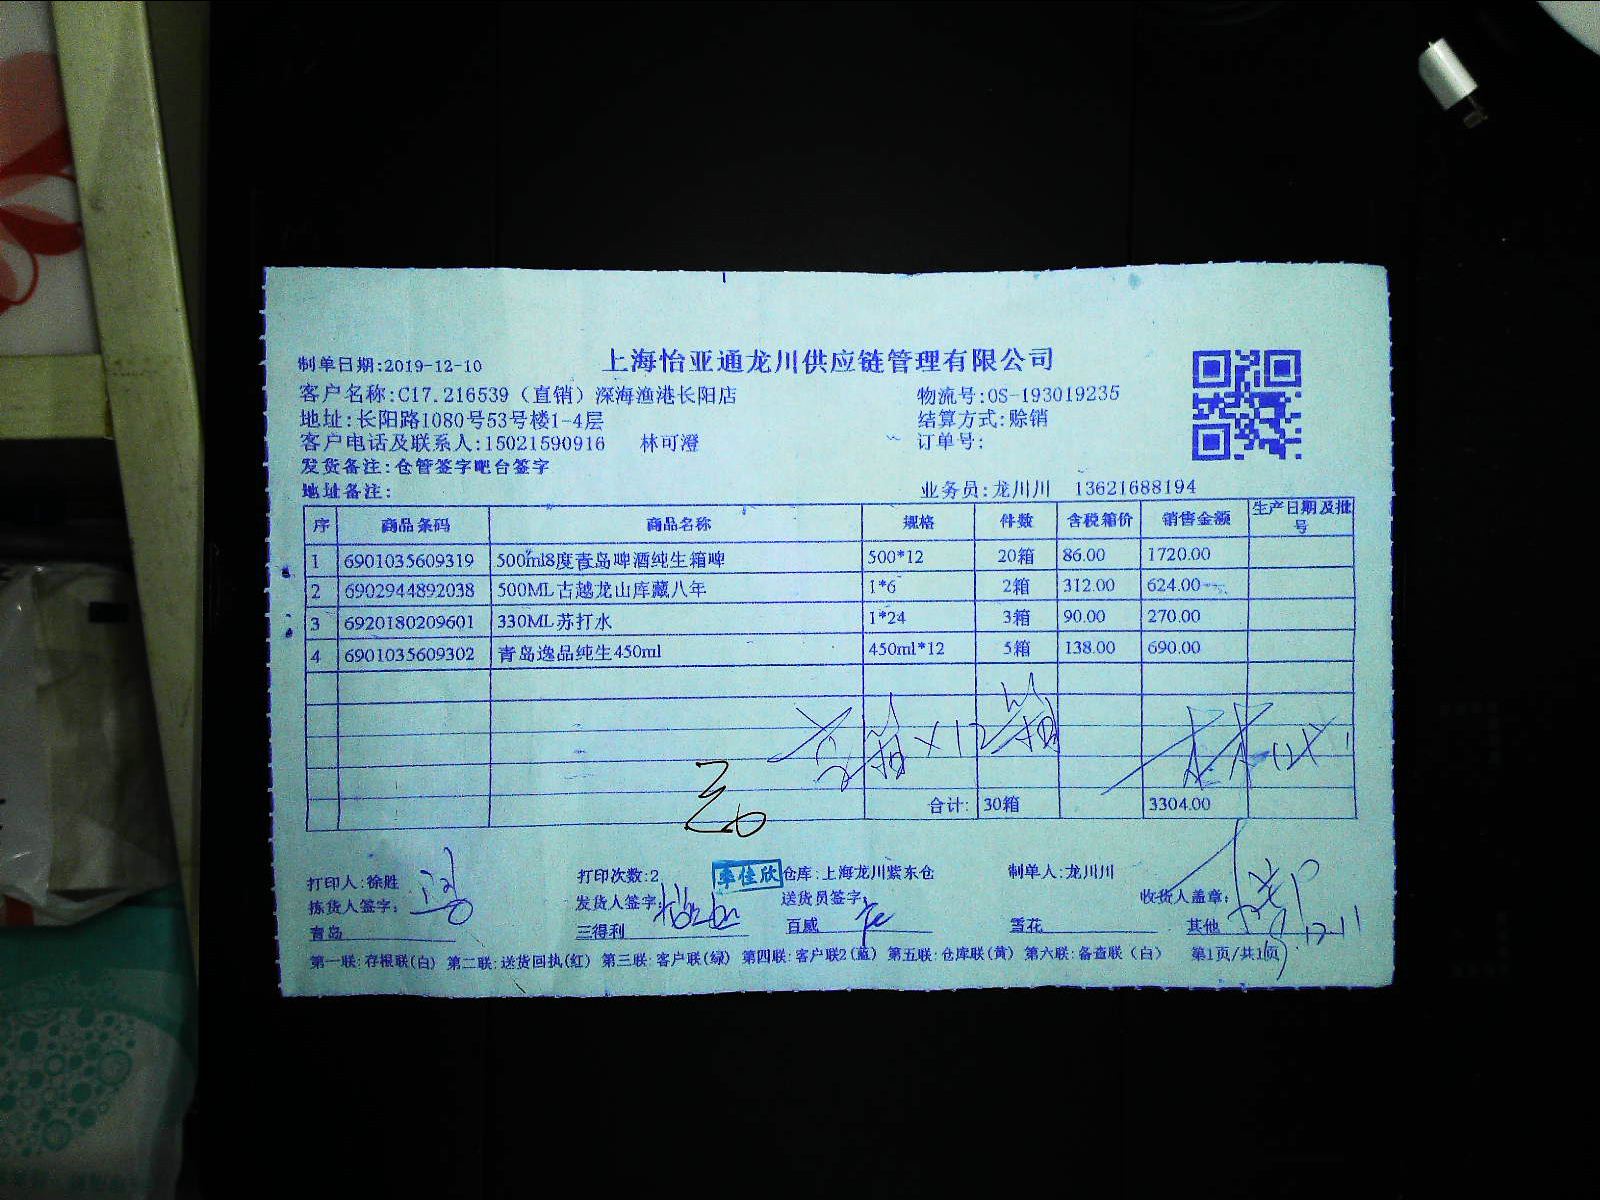 制单日期:2019-12-10
上海怡亚通龙川供应链管理有限公司
客户名称:C17.216539（直销）深海渔港长阳店 物流号:OS-193019235
地址:长阳路1080号53号楼1-4层 结算方式:赊销
客户电话及联系人:15021590916 林可澄 订单号:
发货备注:仓管签字吧台签字
地址备注: 业务员:龙川川 13621688194
序 商品条码 商品名称 规格 件数 含税箱价 销售金额 生产日期及批号
1 6901035609319 500ml8度青岛啤酒纯生箱啤 500*12 20箱 86.00 1720.00
2 6902944892038 500ML古越龙山库藏八年 1*6 2箱 312.00 624.00
3 6920180209601 330ML苏打水 1*24 3箱 90.00 270.00
4 6901035609302 青岛逸品纯生450ml 450ml*12 5箱 138.00 690.00
合计: 30箱 3304.00
打印人:徐胜 打印次数:2 李佳欣 仓库:上海龙川紫东仓 制单人:龙川川
拣货人签字: 发货人签字: 送货员签字: 收货人盖章:
青岛 三得利 百威 雪花 其他
第一联:存根联(白) 第二联:送货回执(红) 第三联:客户联(绿) 第四联:客户联2(蓝) 第五联:仓库联(黄) 第六联:备查联（白） 第1页/共1页